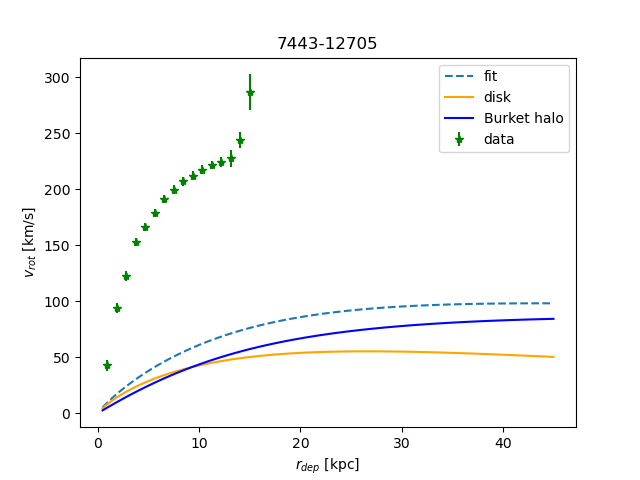 7443-12705
fit
disk
Burket halo
data
300
250
200
150
100
50
0
v_rot [km/s]
0 10 20 30 40
r_dep [kpc]